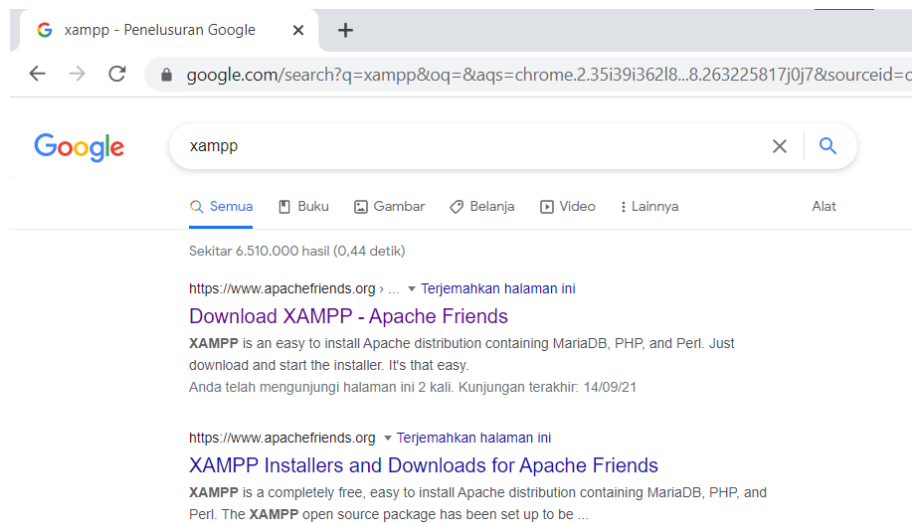 xampp - Penelusuran Google
google.com/search?q=xampp&oq=&aqs=chrome.2.35i39i362l8...8.263225817j0j7&sourceid=c
Google
xampp
Semua Buku Gambar Belanja Video Lainnya Alat
Sekitar 6.510.000 hasil (0,44 detik)
https://www.apachefriends.org › ... Terjemahkan halaman ini
Download XAMPP - Apache Friends
XAMPP is an easy to install Apache distribution containing MariaDB, PHP, and Perl. Just
download and start the installer. It's that easy.
Anda telah mengunjungi halaman ini 2 kali. Kunjungan terakhir: 14/09/21
https://www.apachefriends.org Terjemahkan halaman ini
XAMPP Installers and Downloads for Apache Friends
XAMPP is a completely free, easy to install Apache distribution containing MariaDB, PHP, and
Perl. The XAMPP open source package has been set up to be ...